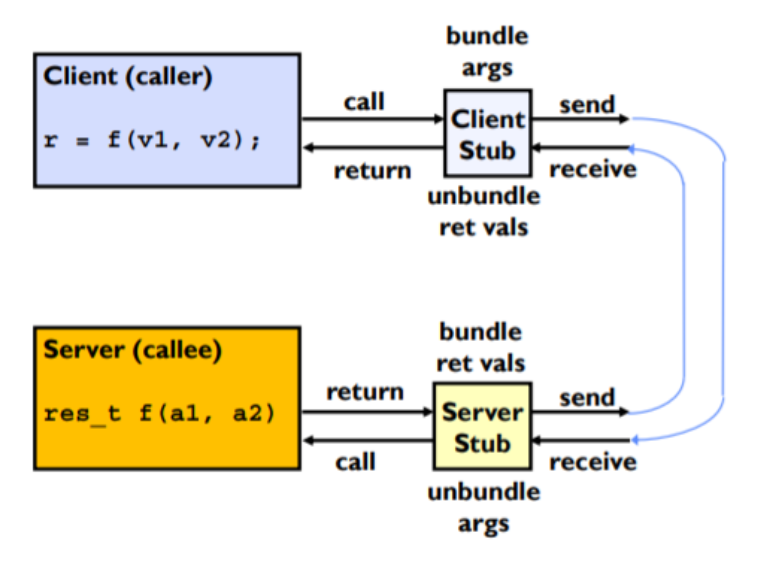 bundle
args
Client (caller)
r = f(v1, v2);
call
Client
Stub
send
return
receive
unbundle
ret vals
bundle
ret vals
Server (callee)
res_t f(a1, a2)
return
Server
Stub
send
call
receive
unbundle
args